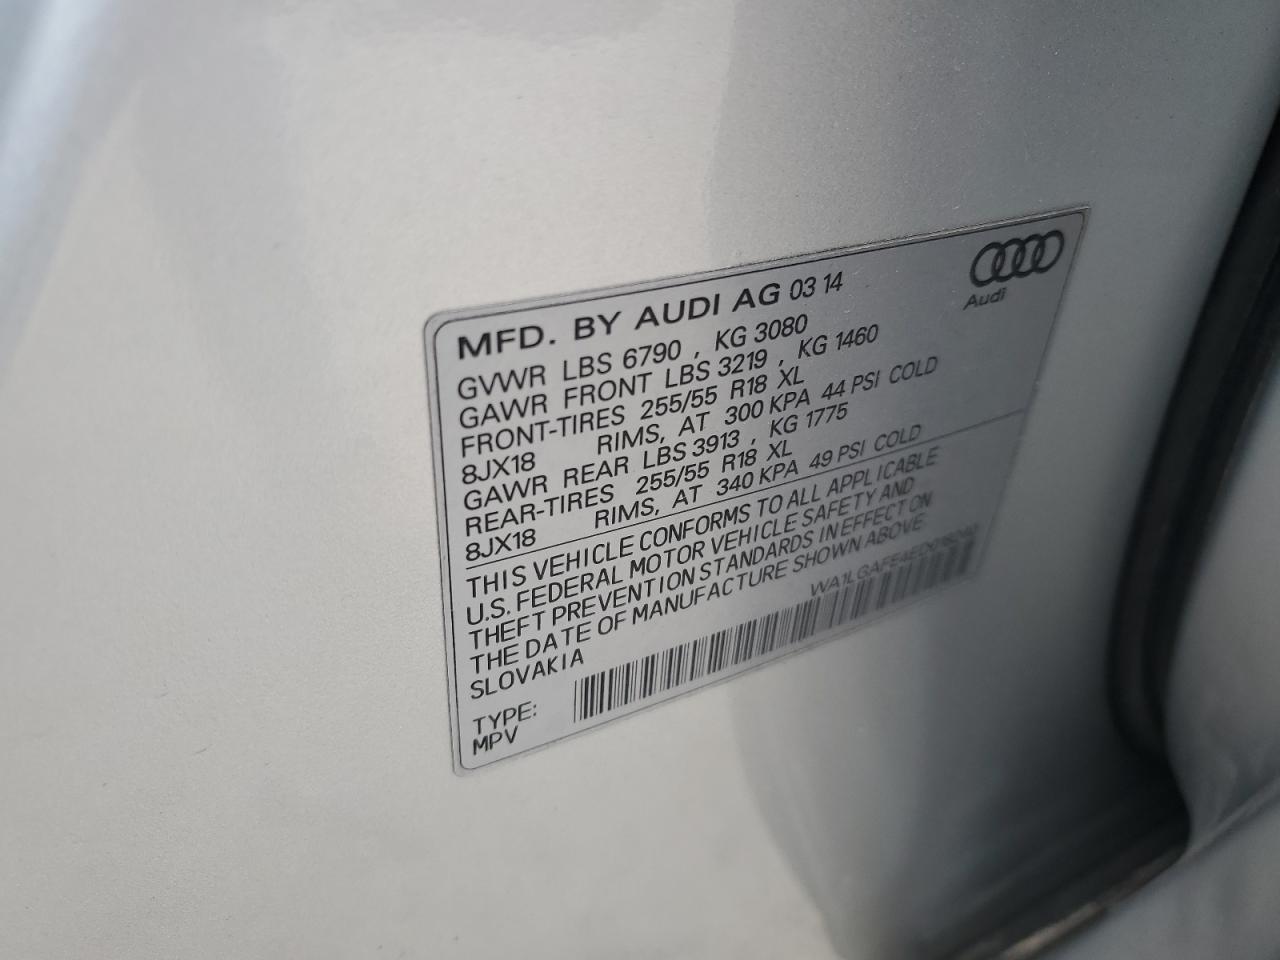 MFD. BY AUDI AG 03 14
Audi
GVWR LBS 6790 , KG 3080
GAWR FRONT LBS 3219 , KG 1460
FRONT-TIRES 255/55 R18 XL
8JX18 RIMS, AT 300 KPA 44 PSI COLD
GAWR REAR LBS 3913 , KG 1775
REAR-TIRES 255/55 R18 XL
8JX18 RIMS, AT 340 KPA 49 PSI COLD
THIS VEHICLE CONFORMS TO ALL APPLICABLE
U.S. FEDERAL MOTOR VEHICLE SAFETY AND
THEFT PREVENTION STANDARDS IN EFFECT ON
THE DATE OF MANUFACTURE SHOWN ABOVE
SLOVAKIA
TYPE:
MPV